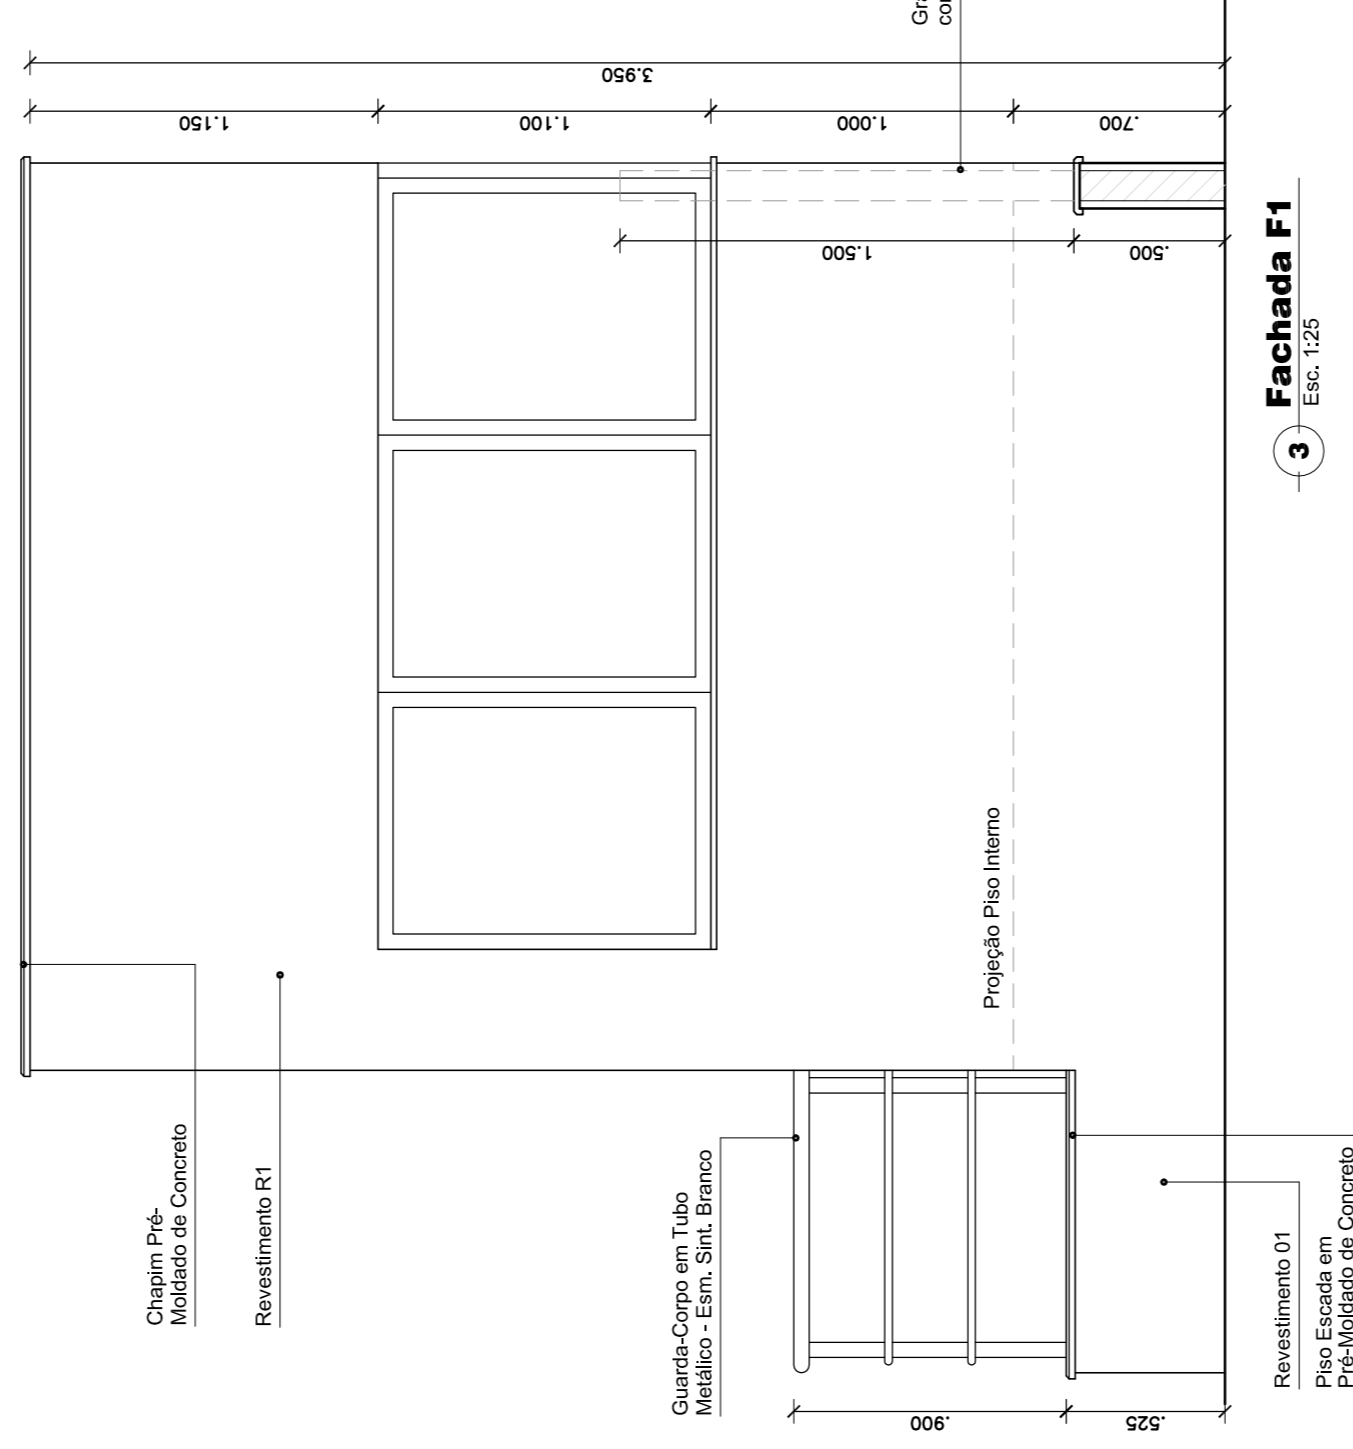 Chapim Pré-
Moldado de Concreto
Revestimento R1
Guarda-Corpo em Tubo
Metálico - Esm. Sint. Branco
Projeção Piso Interno
Revestimento 01
Piso Escada em
Pré-Moldado de Concreto
.900
.525
1.150
1.100
1.000
.700
3.950
1.500
.500
3
Fachada F1
Esc. 1:25